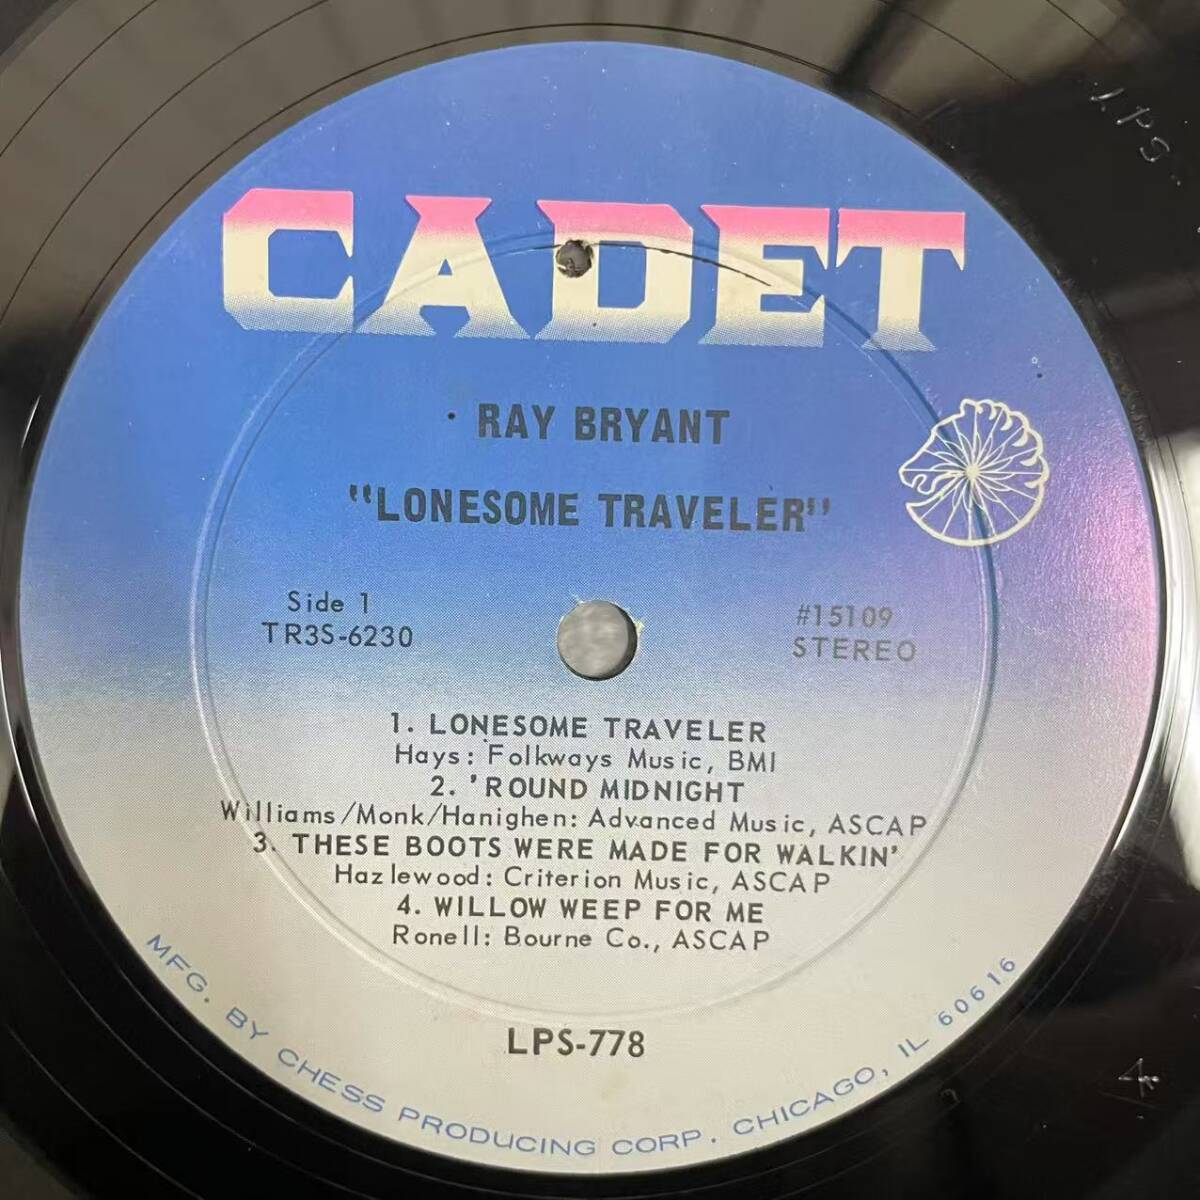 CADET
RAY BRYANT
"LONESOME TRAVELER"
Side 1
TR3S-6230
#15109
STEREO
1. LONESOME TRAVELER
Hays: Folkways Music, BMI
2. 'ROUND MIDNIGHT
Williams/Monk/Hanighen: Advanced Music, ASCAP
3. THESE BOOTS WERE MADE FOR WALKIN'
Hazlewood: Criterion Music, ASCAP
4. WILLOW WEEP FOR ME
Ronell: Bourne Co., ASCAP
LPS-778
MFG. BY CHESS PRODUCING CORP. CHICAGO, IL 60616
LPS